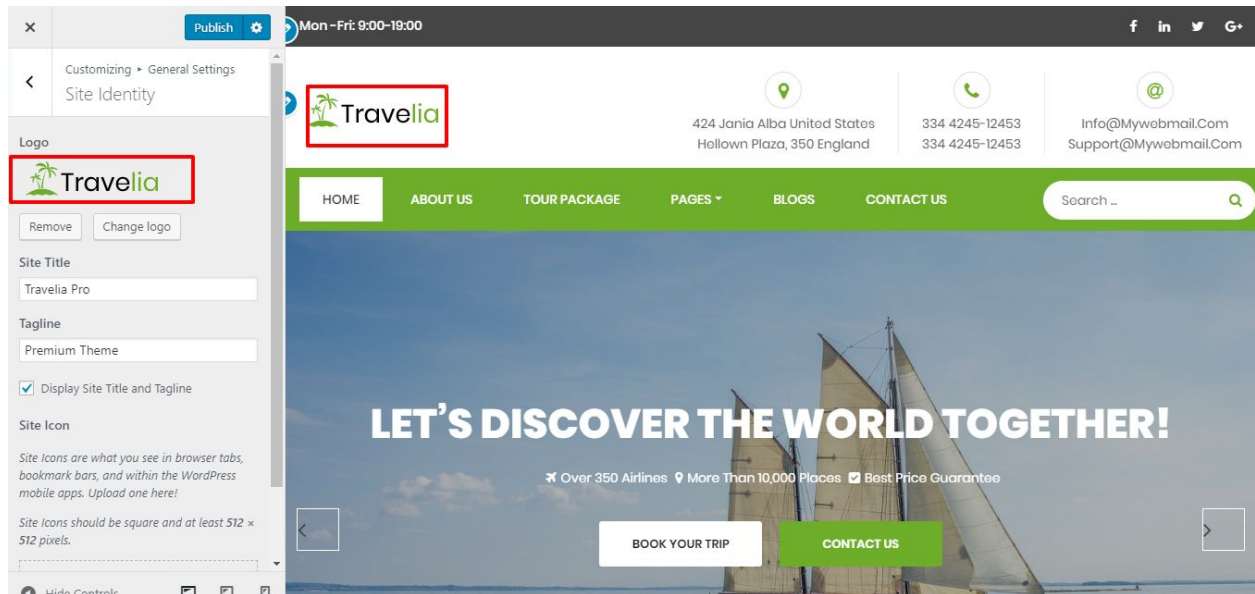 Publish
Customizing ▸ General Settings
Site Identity
Logo
Travelia
Remove
Change logo
Site Title
Travelia Pro
Tagline
Premium Theme
Display Site Title and Tagline
Site Icon
Site Icons are what you see in browser tabs,
bookmark bars, and within the WordPress
mobile apps. Upload one here!
Site Icons should be square and at least 512 ×
512 pixels.
Hide Controls
Mon-Fri: 9:00-19:00
f in G+
Travelia
424 Jania Alba United States
Hellown Plaza, 350 England
334 4245-12453
334 4245-12453
@
Info@Mywebmail.Com
Support@Mywebmail.Com
HOME ABOUT US TOUR PACKAGE PAGES BLOGS CONTACT US
Search ...
LET'S DISCOVER THE WORLD TOGETHER!
Over 350 Airlines More Than 10,000 Places Best Price Guarantee
BOOK YOUR TRIP
CONTACT US